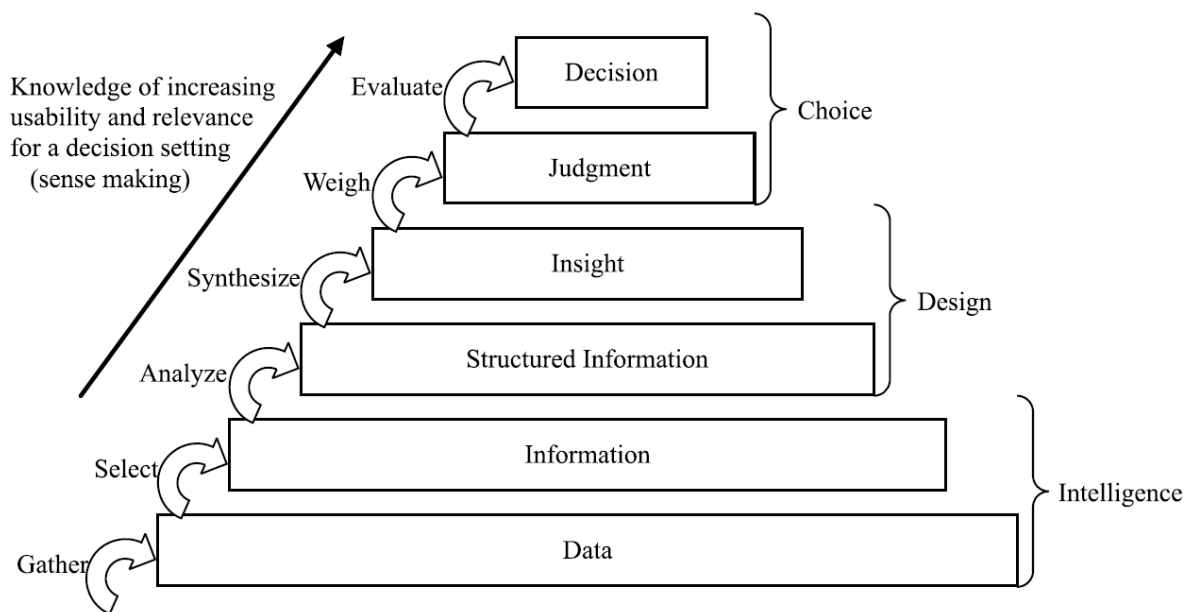 Knowledge of increasing
usability and relevance
for a decision setting
(sense making)
Evaluate
Decision
Choice
Weigh
Judgment
Synthesize
Insight
Design
Analyze
Structured Information
Select
Information
Intelligence
Gather
Data